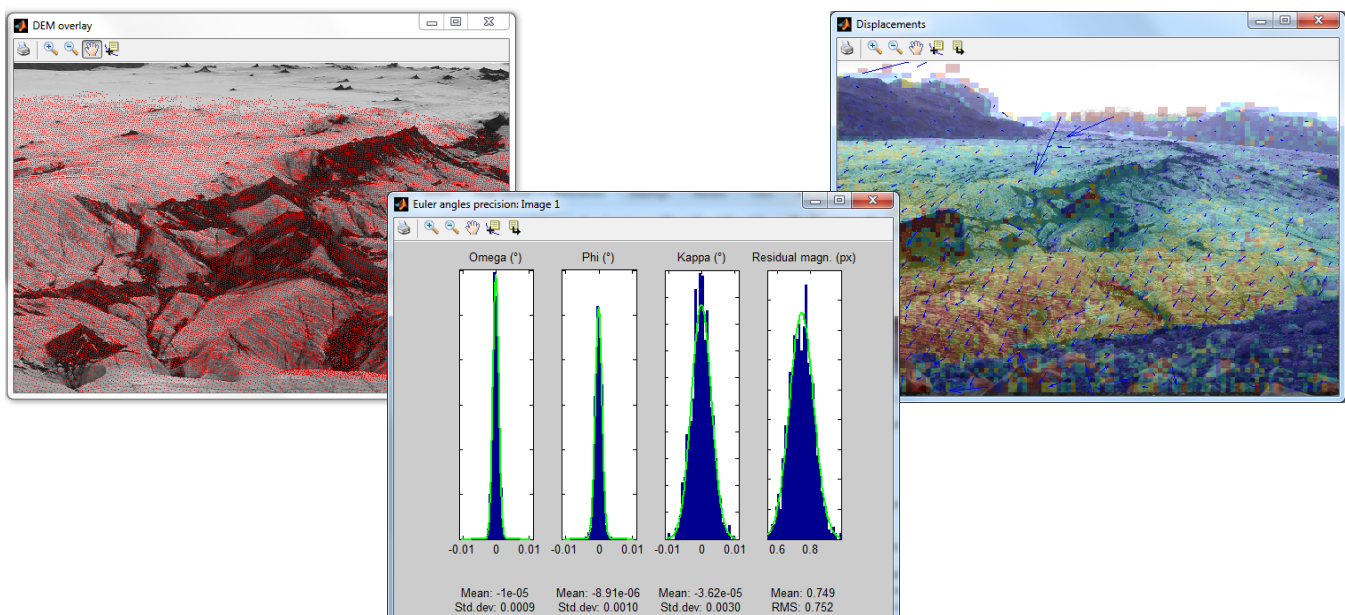 DEM overlay
Displacements
Euler angles precision: Image 1
Omega (°) Phi (°) Kappa (°) Residual magn. (px)
-0.01 0 0.01 -0.01 0 0.01 -0.01 0 0.01 0.6 0.8
Mean: -1e-05 Mean: -8.91e-06 Mean: -3.62e-05 Mean: 0.749
Std.dev: 0.0009 Std.dev: 0.0010 Std.dev: 0.0030 RMS: 0.752